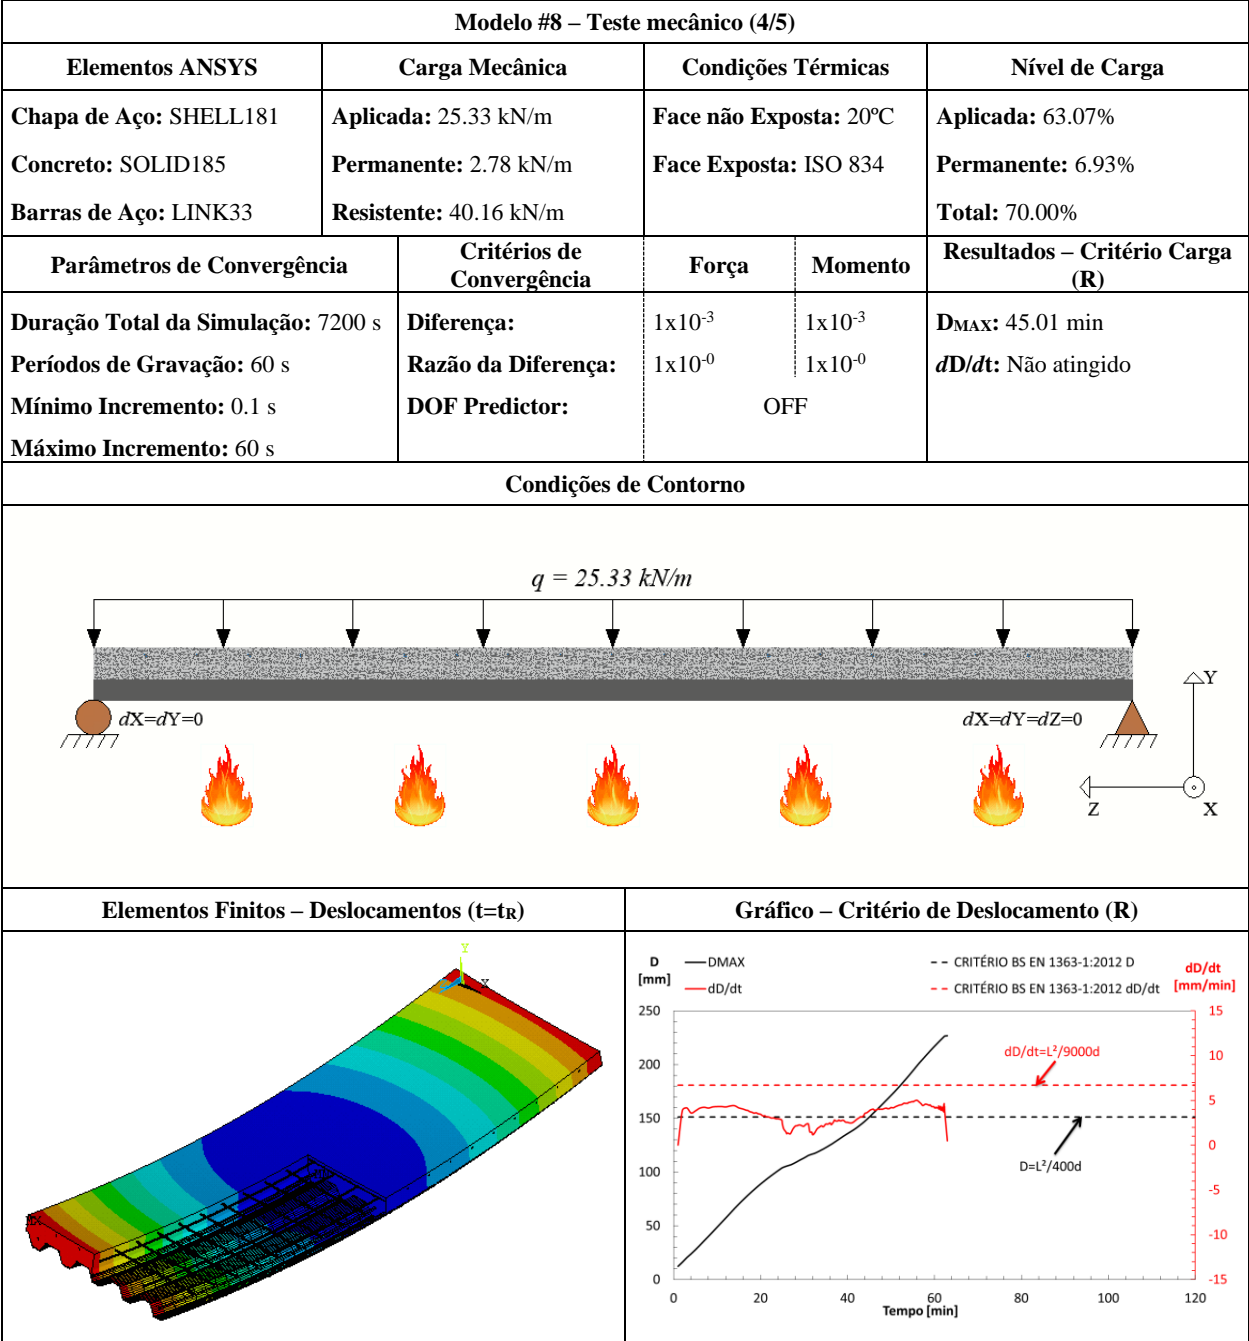 Modelo #8 – Teste mecânico (4/5)
Elementos ANSYS
Carga Mecânica
Condições Térmicas
Nível de Carga
Chapa de Aço: SHELL181
Concreto: SOLID185
Barras de Aço: LINK33
Aplicada: 25.33 kN/m
Permanente: 2.78 kN/m
Resistente: 40.16 kN/m
Face não Exposta: 20ºC
Face Exposta: ISO 834
Aplicada: 63.07%
Permanente: 6.93%
Total: 70.00%
Parâmetros de Convergência
Critérios de
Convergência
Força
Momento
Resultados – Critério Carga
(R)
Duração Total da Simulação: 7200 s
Períodos de Gravação: 60 s
Mínimo Incremento: 0.1 s
Máximo Incremento: 60 s
Diferença: 1x10-3 1x10-3
Razão da Diferença: 1x10-0 1x10-0
DOF Predictor: OFF
DMAX: 45.01 min
dD/dt: Não atingido
Condições de Contorno
q = 25.33 kN/m
dX=dY=0
dX=dY=dZ=0
Y
Z
X
Elementos Finitos – Deslocamentos (t=tR)
Gráfico – Critério de Deslocamento (R)
Y
X
D
[mm]
DMAX
dD/dt
CRITÉRIO BS EN 1363-1:2012 D
CRITÉRIO BS EN 1363-1:2012 dD/dt
dD/dt
[mm/min]
250
200
150
100
50
0
15
10
5
0
-5
-10
-15
dD/dt=L²/9000d
D=L²/400d
0 20 40 60 80 100 120
Tempo [min]